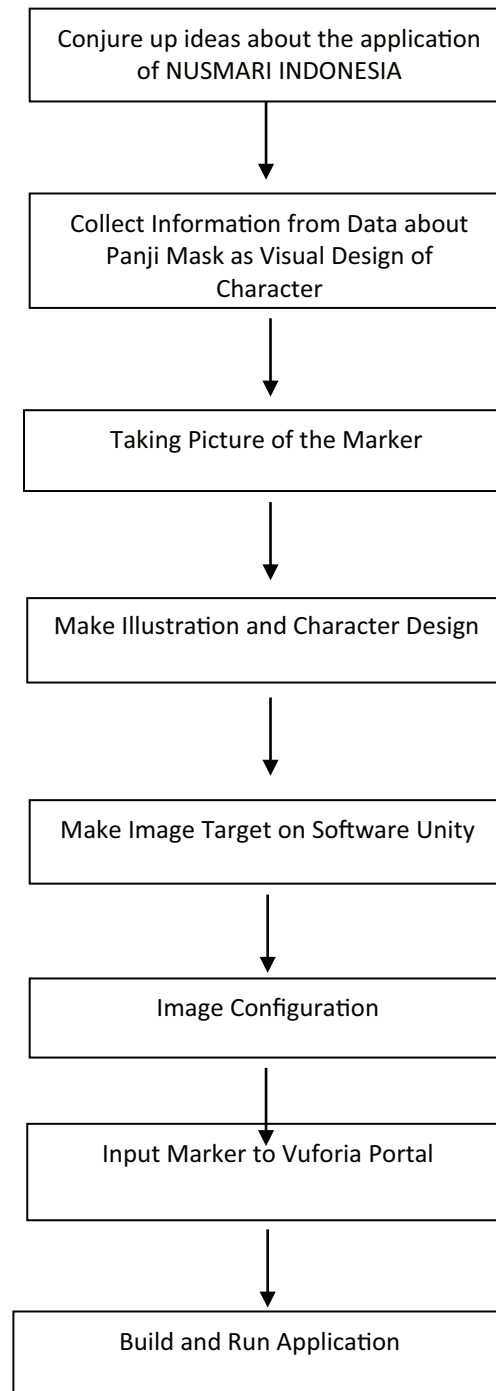 Conjure up ideas about the application
of NUSMARI INDONESIA
Collect Information from Data about
Panji Mask as Visual Design of
Character
Taking Picture of the Marker
Make Illustration and Character Design
Make Image Target on Software Unity
Image Configuration
Input Marker to Vuforia Portal
Build and Run Application